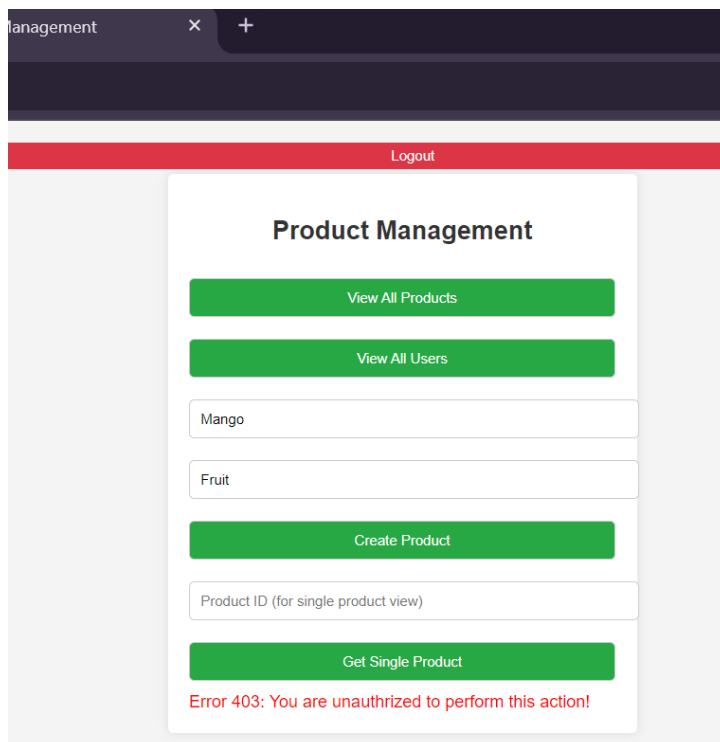 Management
Logout
Product Management
View All Products
View All Users
Mango
Fruit
Create Product
Product ID (for single product view)
Get Single Product
Error 403: You are unauthrized to perform this action!